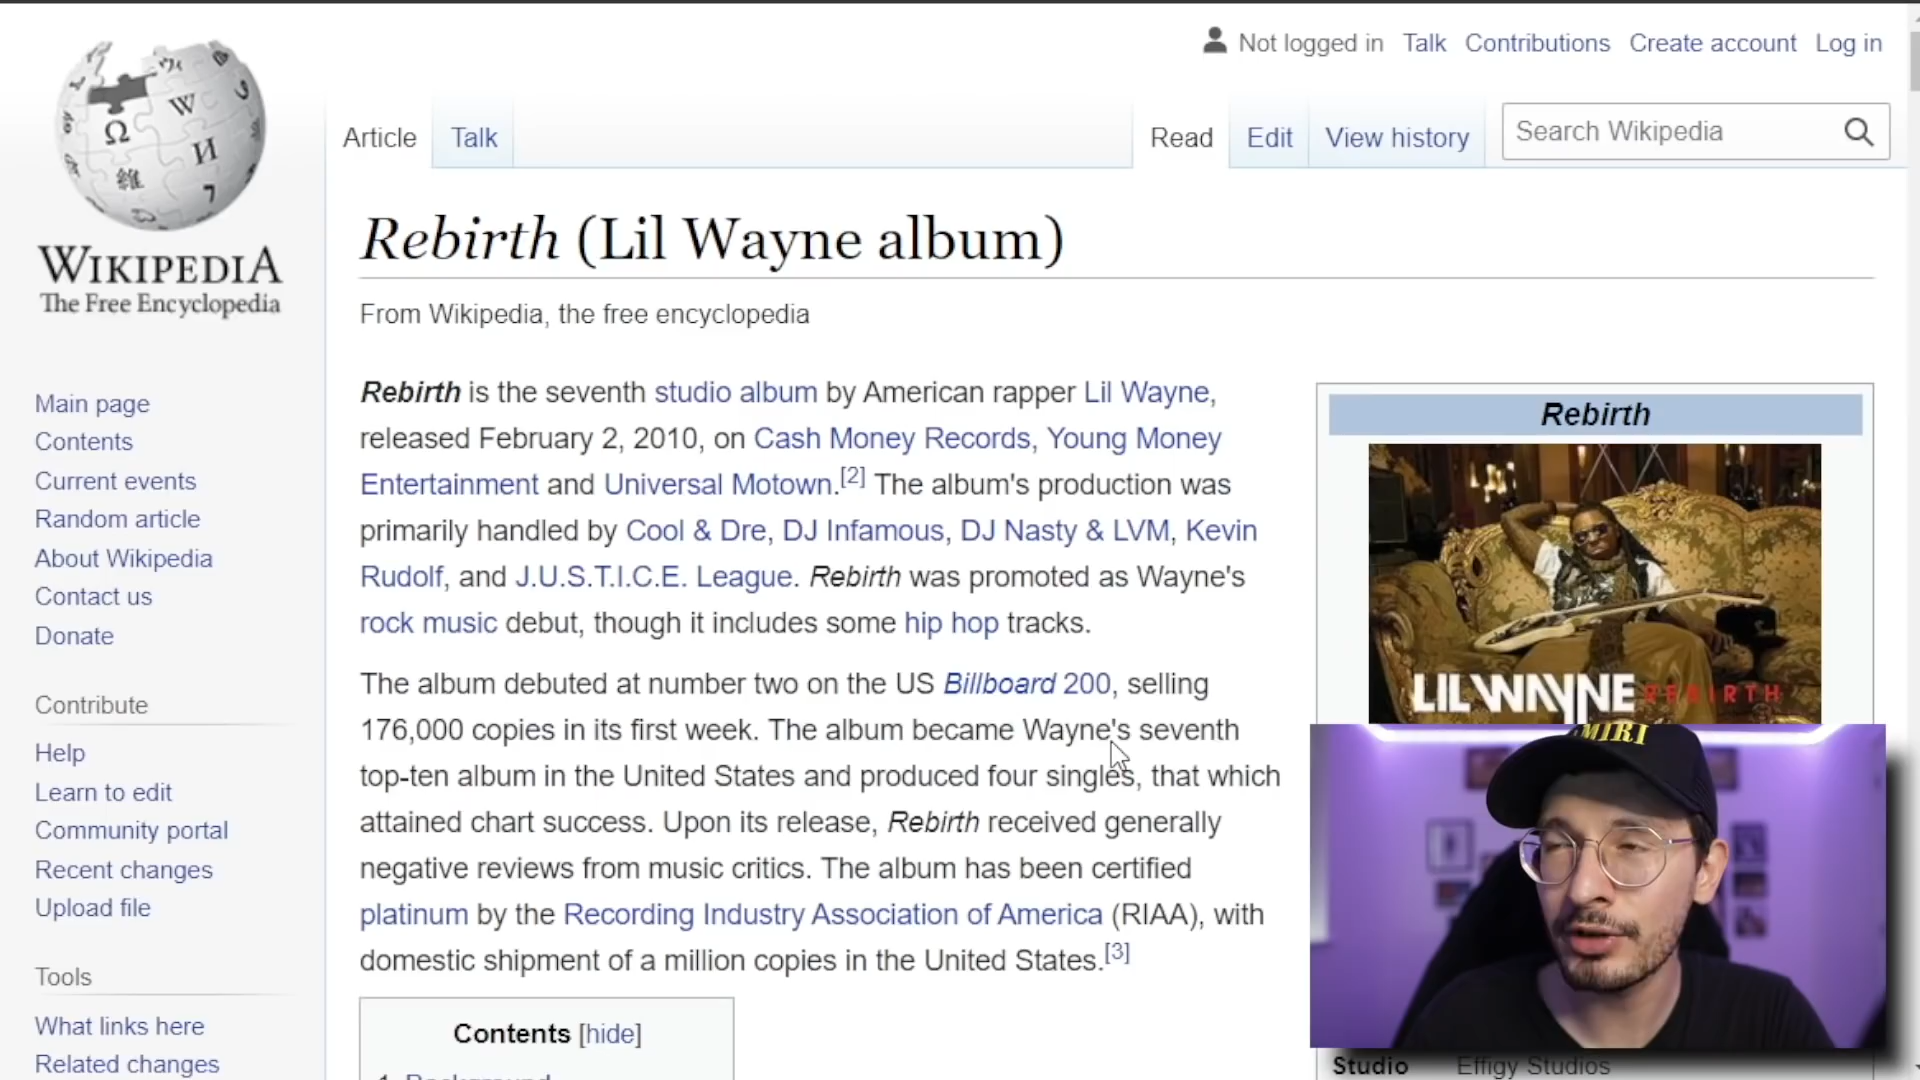 Not logged in Talk Contributions Create account Log in
Article Talk Read Edit View history Search Wikipedia
WIKIPEDIA
The Free Encyclopedia
Main page
Contents
Current events
Random article
About Wikipedia
Contact us
Donate
Contribute
Help
Learn to edit
Community portal
Recent changes
Upload file
Tools
What links here
Related changes
Rebirth (Lil Wayne album)
From Wikipedia, the free encyclopedia
Rebirth is the seventh studio album by American rapper Lil Wayne,
released February 2, 2010, on Cash Money Records, Young Money
Entertainment and Universal Motown.[2] The album's production was
primarily handled by Cool & Dre, DJ Infamous, DJ Nasty & LVM, Kevin
Rudolf, and J.U.S.T.I.C.E. League. Rebirth was promoted as Wayne's
rock music debut, though it includes some hip hop tracks.
The album debuted at number two on the US Billboard 200, selling
176,000 copies in its first week. The album became Wayne's seventh
top-ten album in the United States and produced four singles, that which
attained chart success. Upon its release, Rebirth received generally
negative reviews from music critics. The album has been certified
platinum by the Recording Industry Association of America (RIAA), with
domestic shipment of a million copies in the United States.[3]
Contents [hide]
1 Background
Rebirth
LIL WAYNE REBIRTH
AMIRI
Studio Effigy Studios